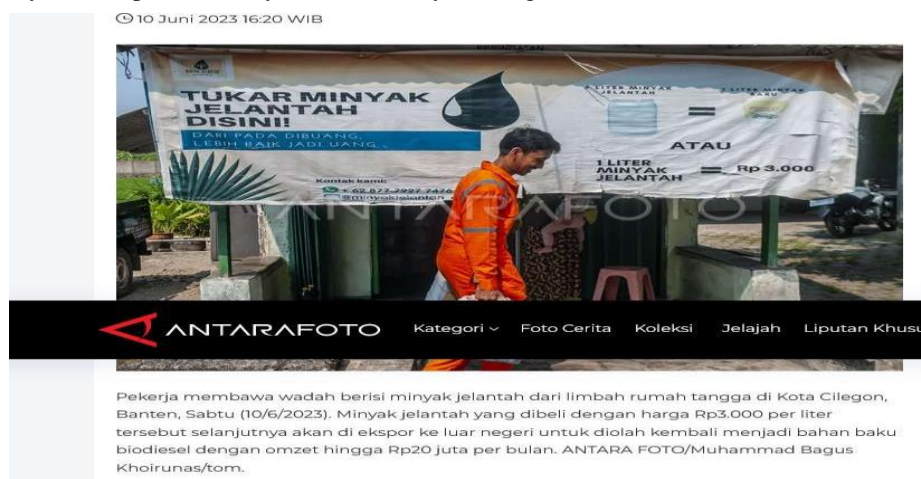 10 Juni 2023 16:20 WIB
TUKAR MINYAK
JELANTAH
DISINI!
DARI PADA DIBUANG,
LEBIH BAIK JADI UANG..
Kontak kami:
LITER MINYAK
JELANTAH
=
LITER MINYAK
BARU
ATAU
1 LITER
MINYAK
JELANTAH
=
Rp 3.000
ANTARAFOTO
ANTARAFOTO
Kategori
Foto Cerita
Koleksi
Jelajah
Liputan Khusu
Pekerja membawa wadah berisi minyak jelantah dari limbah rumah tangga di Kota Cilegon,
Banten, Sabtu (10/6/2023). Minyak jelantah yang dibeli dengan harga Rp3.000 per liter
tersebut selanjutnya akan di ekspor ke luar negeri untuk diolah kembali menjadi bahan baku
biodiesel dengan omzet hingga Rp20 juta per bulan. ANTARA FOTO/Muhammad Bagus
Khoirunas/tom.